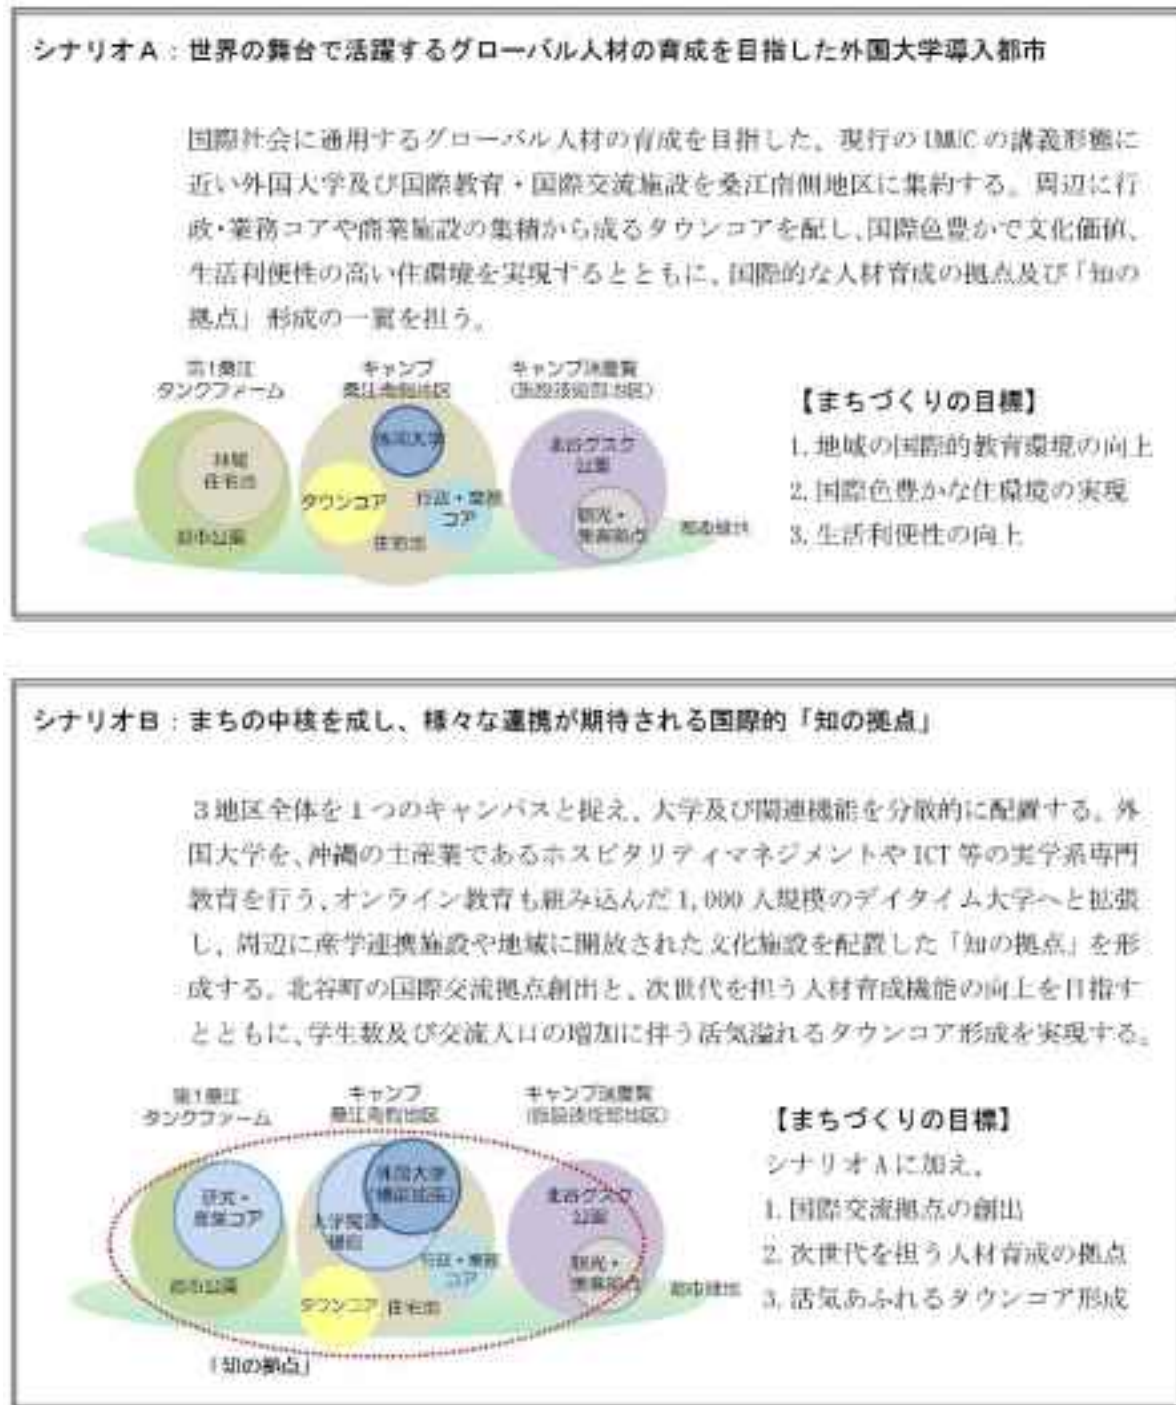 シナリオA：世界の舞台で活躍するグローバル人材の育成を目指した外国大学導入都市
国際社会に通用するグローバル人材の育成を目指した、現行のUMUCの講義形態に
近い外国大学及び国際教育・国際交流施設を桑江南側地区に集約する。周辺に行
政・業務コアや商業施設の集積から成るタウンコアを配し、国際色豊かで文化価値、
生活利便性の高い住環境を実現するとともに、国際的な人材育成の拠点及び「知の
拠点」形成の一翼を担う。
第1桑江
タンクファーム
キャンプ
桑江南側地区
キャンプ瑞慶覧
(施設技術部地区)
外国大学
住宅地
タウンコア
行政・業務
コア
都市公園
住宅地
北谷グスク
公園
観光・
集客拠点
都市緑地
【まちづくりの目標】
1. 地域の国際的教育環境の向上
2. 国際色豊かな住環境の実現
3. 生活利便性の向上
シナリオB：まちの中核を成し、様々な連携が期待される国際的「知の拠点」
3地区全体を1つのキャンパスと捉え、大学及び関連機能を分散的に配置する。外
国大学を、沖縄の主産業であるホスピタリティマネジメントやICT等の実学系専門
教育を行う、オンライン教育も組み込んだ1,000人規模のデイタイム大学へと拡張
し、周辺に産学連携施設や地域に開放された文化施設を配置した「知の拠点」を形
成する。北谷町の国際交流拠点創出と、次世代を担う人材育成機能の向上を目指す
とともに、学生数及び交流人口の増加に伴う活気溢れるタウンコア形成を実現する。
第1桑江
タンクファーム
キャンプ
桑江南側地区
キャンプ瑞慶覧
(施設技術部地区)
研究・
産業コア
外国大学
(機能拡張)
大学関連
機能
行政・業務
コア
都市公園
タウンコア
住宅地
北谷グスク
公園
観光・
集客拠点
都市緑地
「知の拠点」
【まちづくりの目標】
シナリオAに加え、
1. 国際交流拠点の創出
2. 次世代を担う人材育成の拠点
3. 活気あふれるタウンコア形成